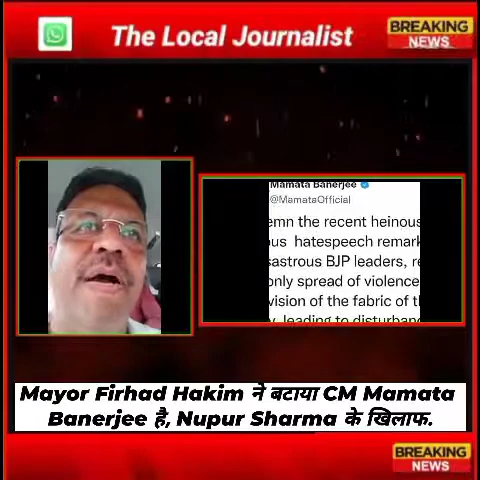 The Local Journalist
BREAKING
NEWS
Mamata Banerjee
@MamataOfficial
emn the recent heinous
us hatespeech remark
sastrous BJP leaders, re
only spread of violence
vision of the fabric of th
y, leading to disturbanc
Mayor Firhad Hakim ने बटाया CM Mamata
Banerjee है, Nupur Sharma के खिलाफ.
BREAKING
NEWS